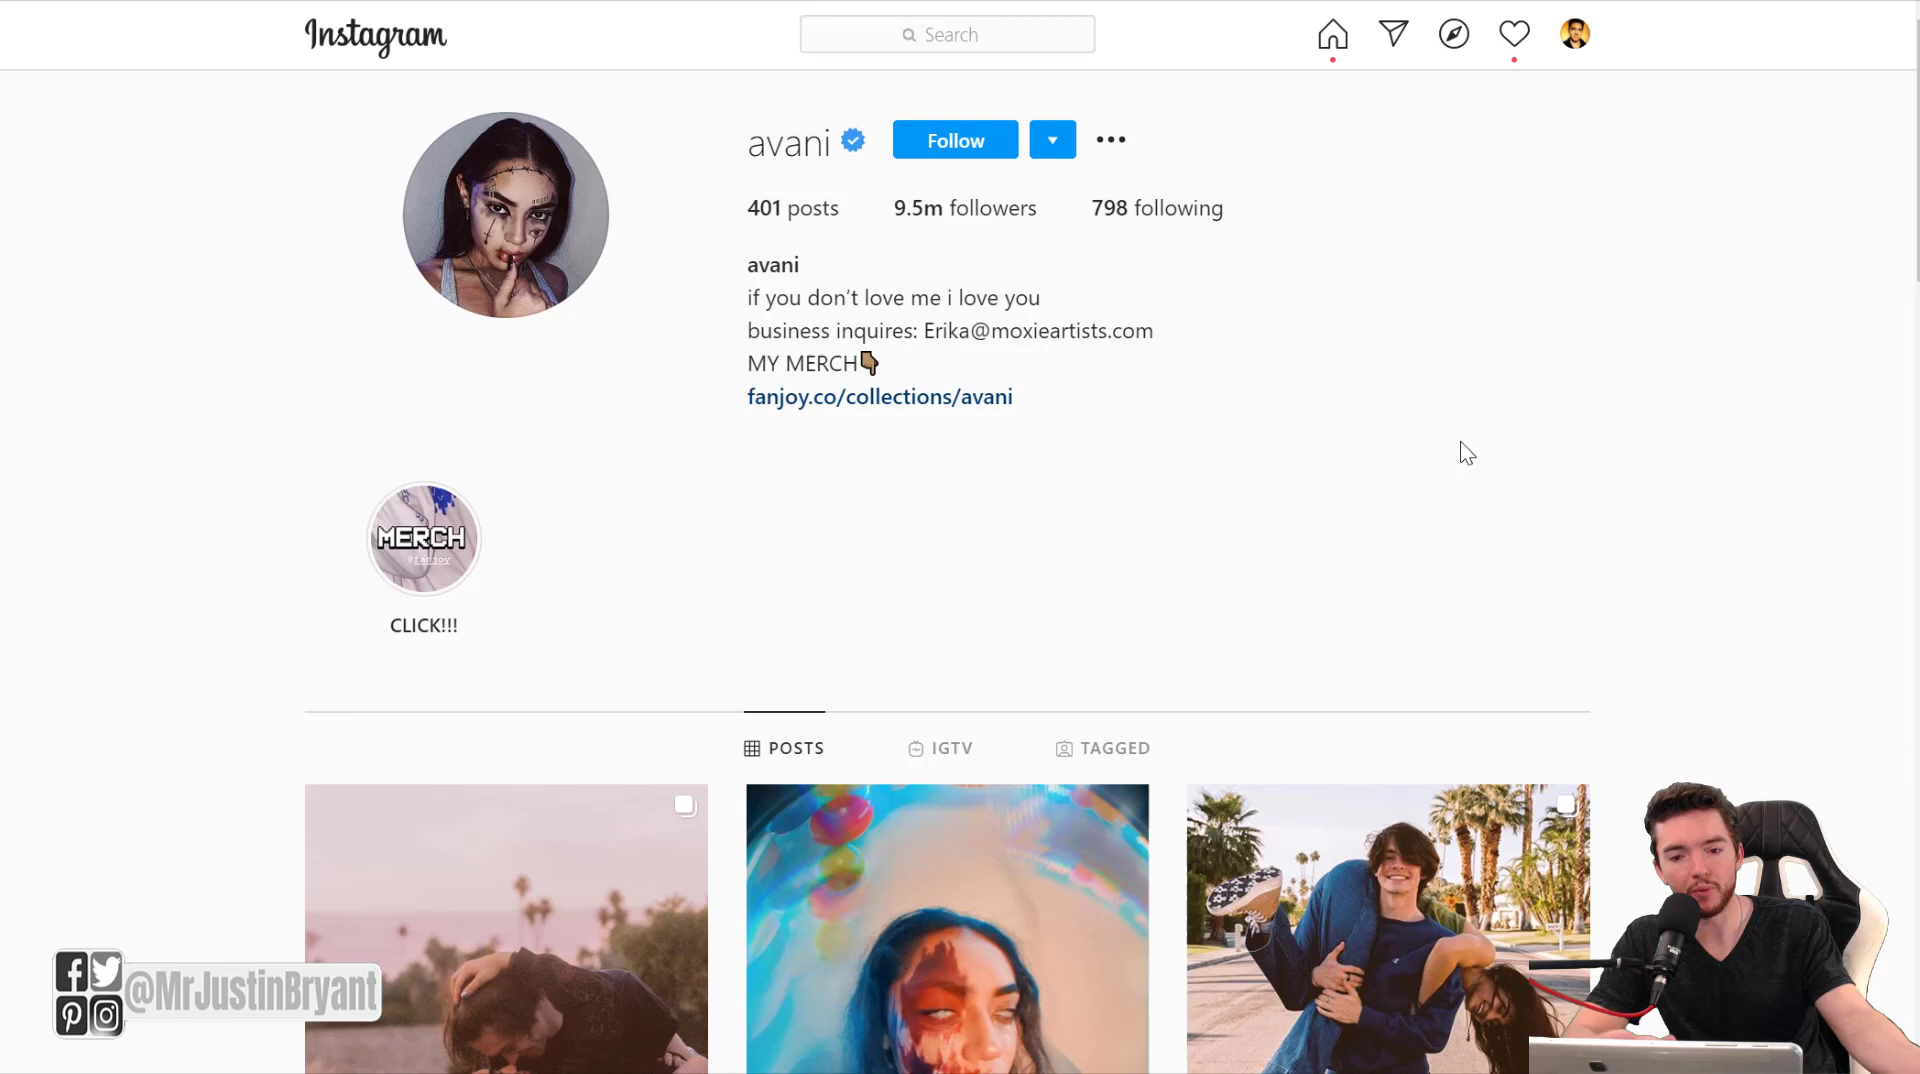 Instagram
Search
avani
Follow
401 posts 9.5m followers 798 following
avani
if you don’t love me i love you
business inquires: Erika@moxieartists.com
MY MERCH👇🏾
fanjoy.co/collections/avani
MERCH
fanjoy
CLICK!!!
POSTS IGTV TAGGED
@MrJustinBryant